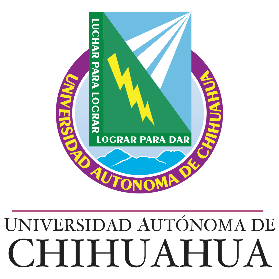 LUCHAR PARA LOGRAR
LOGRAR PARA DAR
UNIVERSIDAD AUTONOMA DE CHIHUAHUA
UNIVERSIDAD AUTÓNOMA DE
CHIHUAHUA